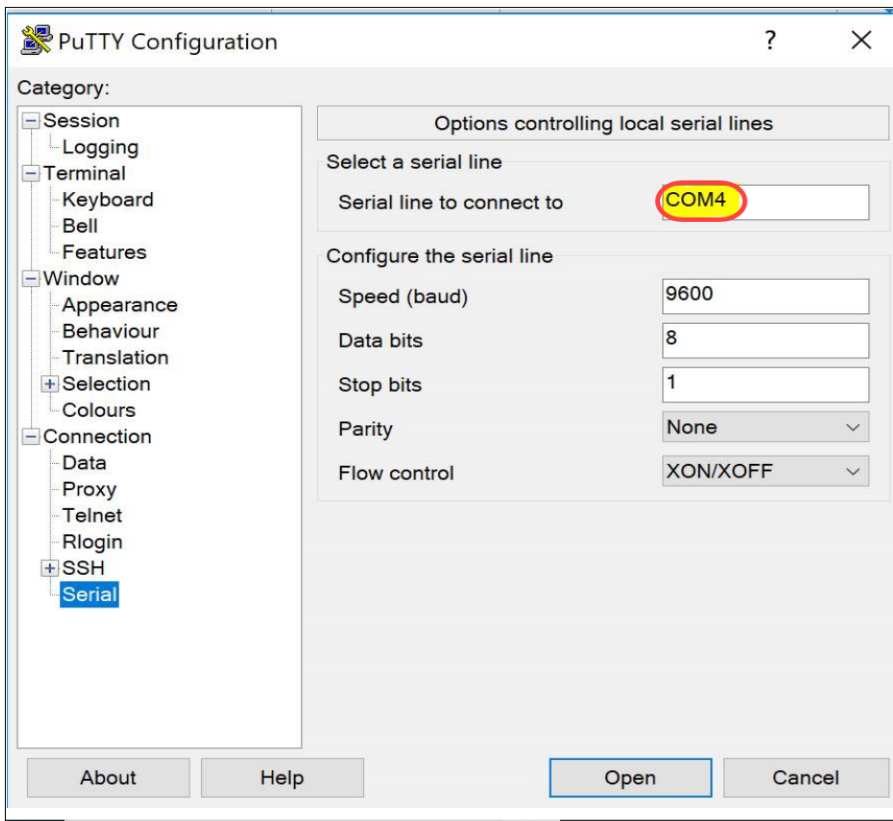 PuTTY Configuration
?
Category:
Session
Logging
Terminal
Keyboard
Bell
Features
Window
Appearance
Behaviour
Translation
Selection
Colours
Connection
Data
Proxy
Telnet
Rlogin
SSH
Serial
Options controlling local serial lines
Select a serial line
Serial line to connect to COM4
Configure the serial line
Speed (baud) 9600
Data bits 8
Stop bits 1
Parity None
Flow control XON/XOFF
About Help Open Cancel